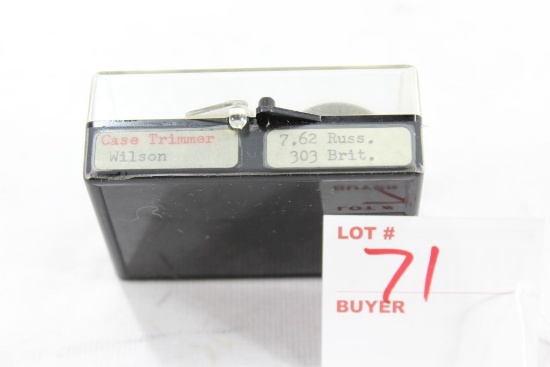 Case Trimmer
Wilson
7.62 Russ.
303 Brit.
LOT #
71
BUYER